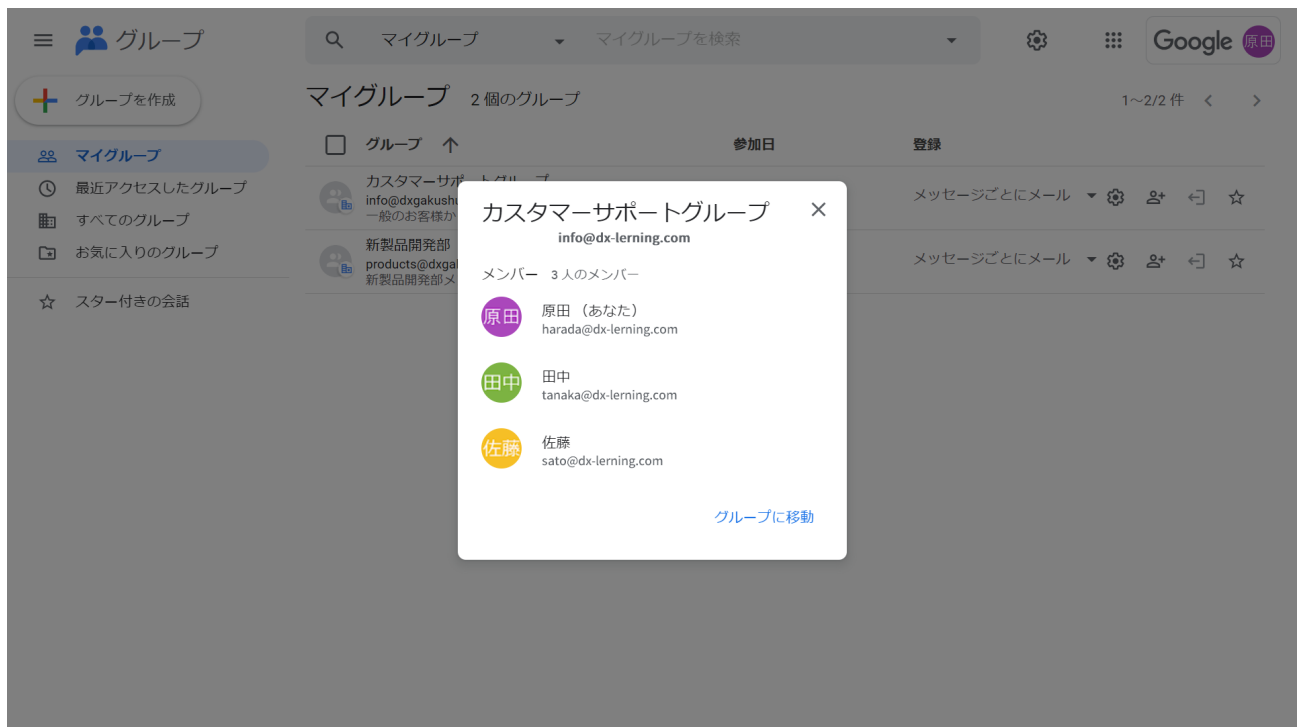 グループ
マイグループ
マイグループを検索
Google 原田
グループを作成
マイグループ
最近アクセスしたグループ
すべてのグループ
お気に入りのグループ
スター付きの会話
マイグループ 2 個のグループ
1～2/2 件
グループ 参加日 登録
カスタマーサポートグループ
info@dxgakushu
一般のお客様か
メッセージごとにメール
新製品開発部
products@dxgal
新製品開発部メ
メッセージごとにメール
カスタマーサポートグループ
info@dx-lerning.com
メンバー 3 人のメンバー
原田
原田 （あなた）
harada@dx-lerning.com
田中
田中
tanaka@dx-lerning.com
佐藤
佐藤
sato@dx-lerning.com
グループに移動